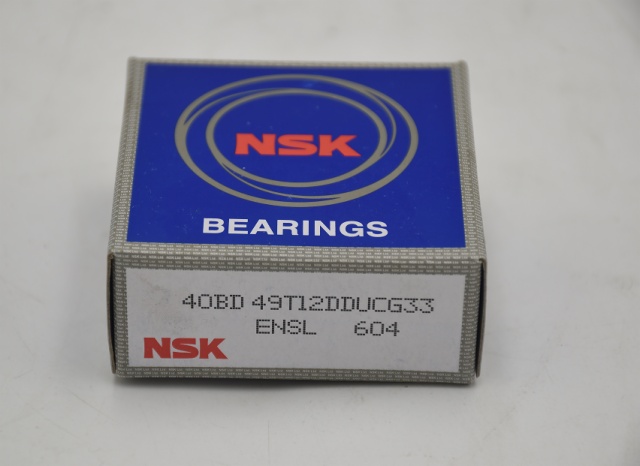 NSK
BEARINGS
40BD 49T12DDUCG33
ENSL 604
NSK